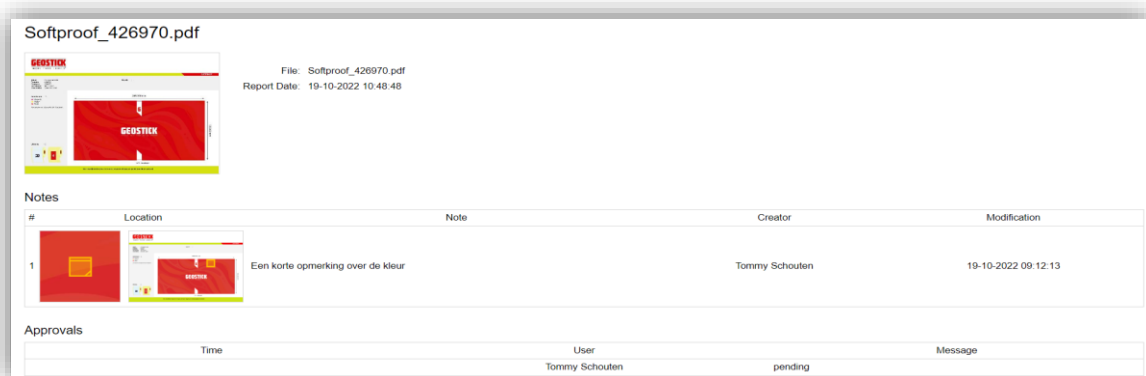 Softproof_426970.pdf
GEOSTICK
File: Softproof_426970.pdf
Report Date: 19-10-2022 10:48:48
GEOSTICK
Notes
# Location Note Creator Modification
GEOSTICK
1 Een korte opmerking over de kleur Tommy Schouten 19-10-2022 09:12:13
GEOSTICK
Approvals
Time User Message
Tommy Schouten pending